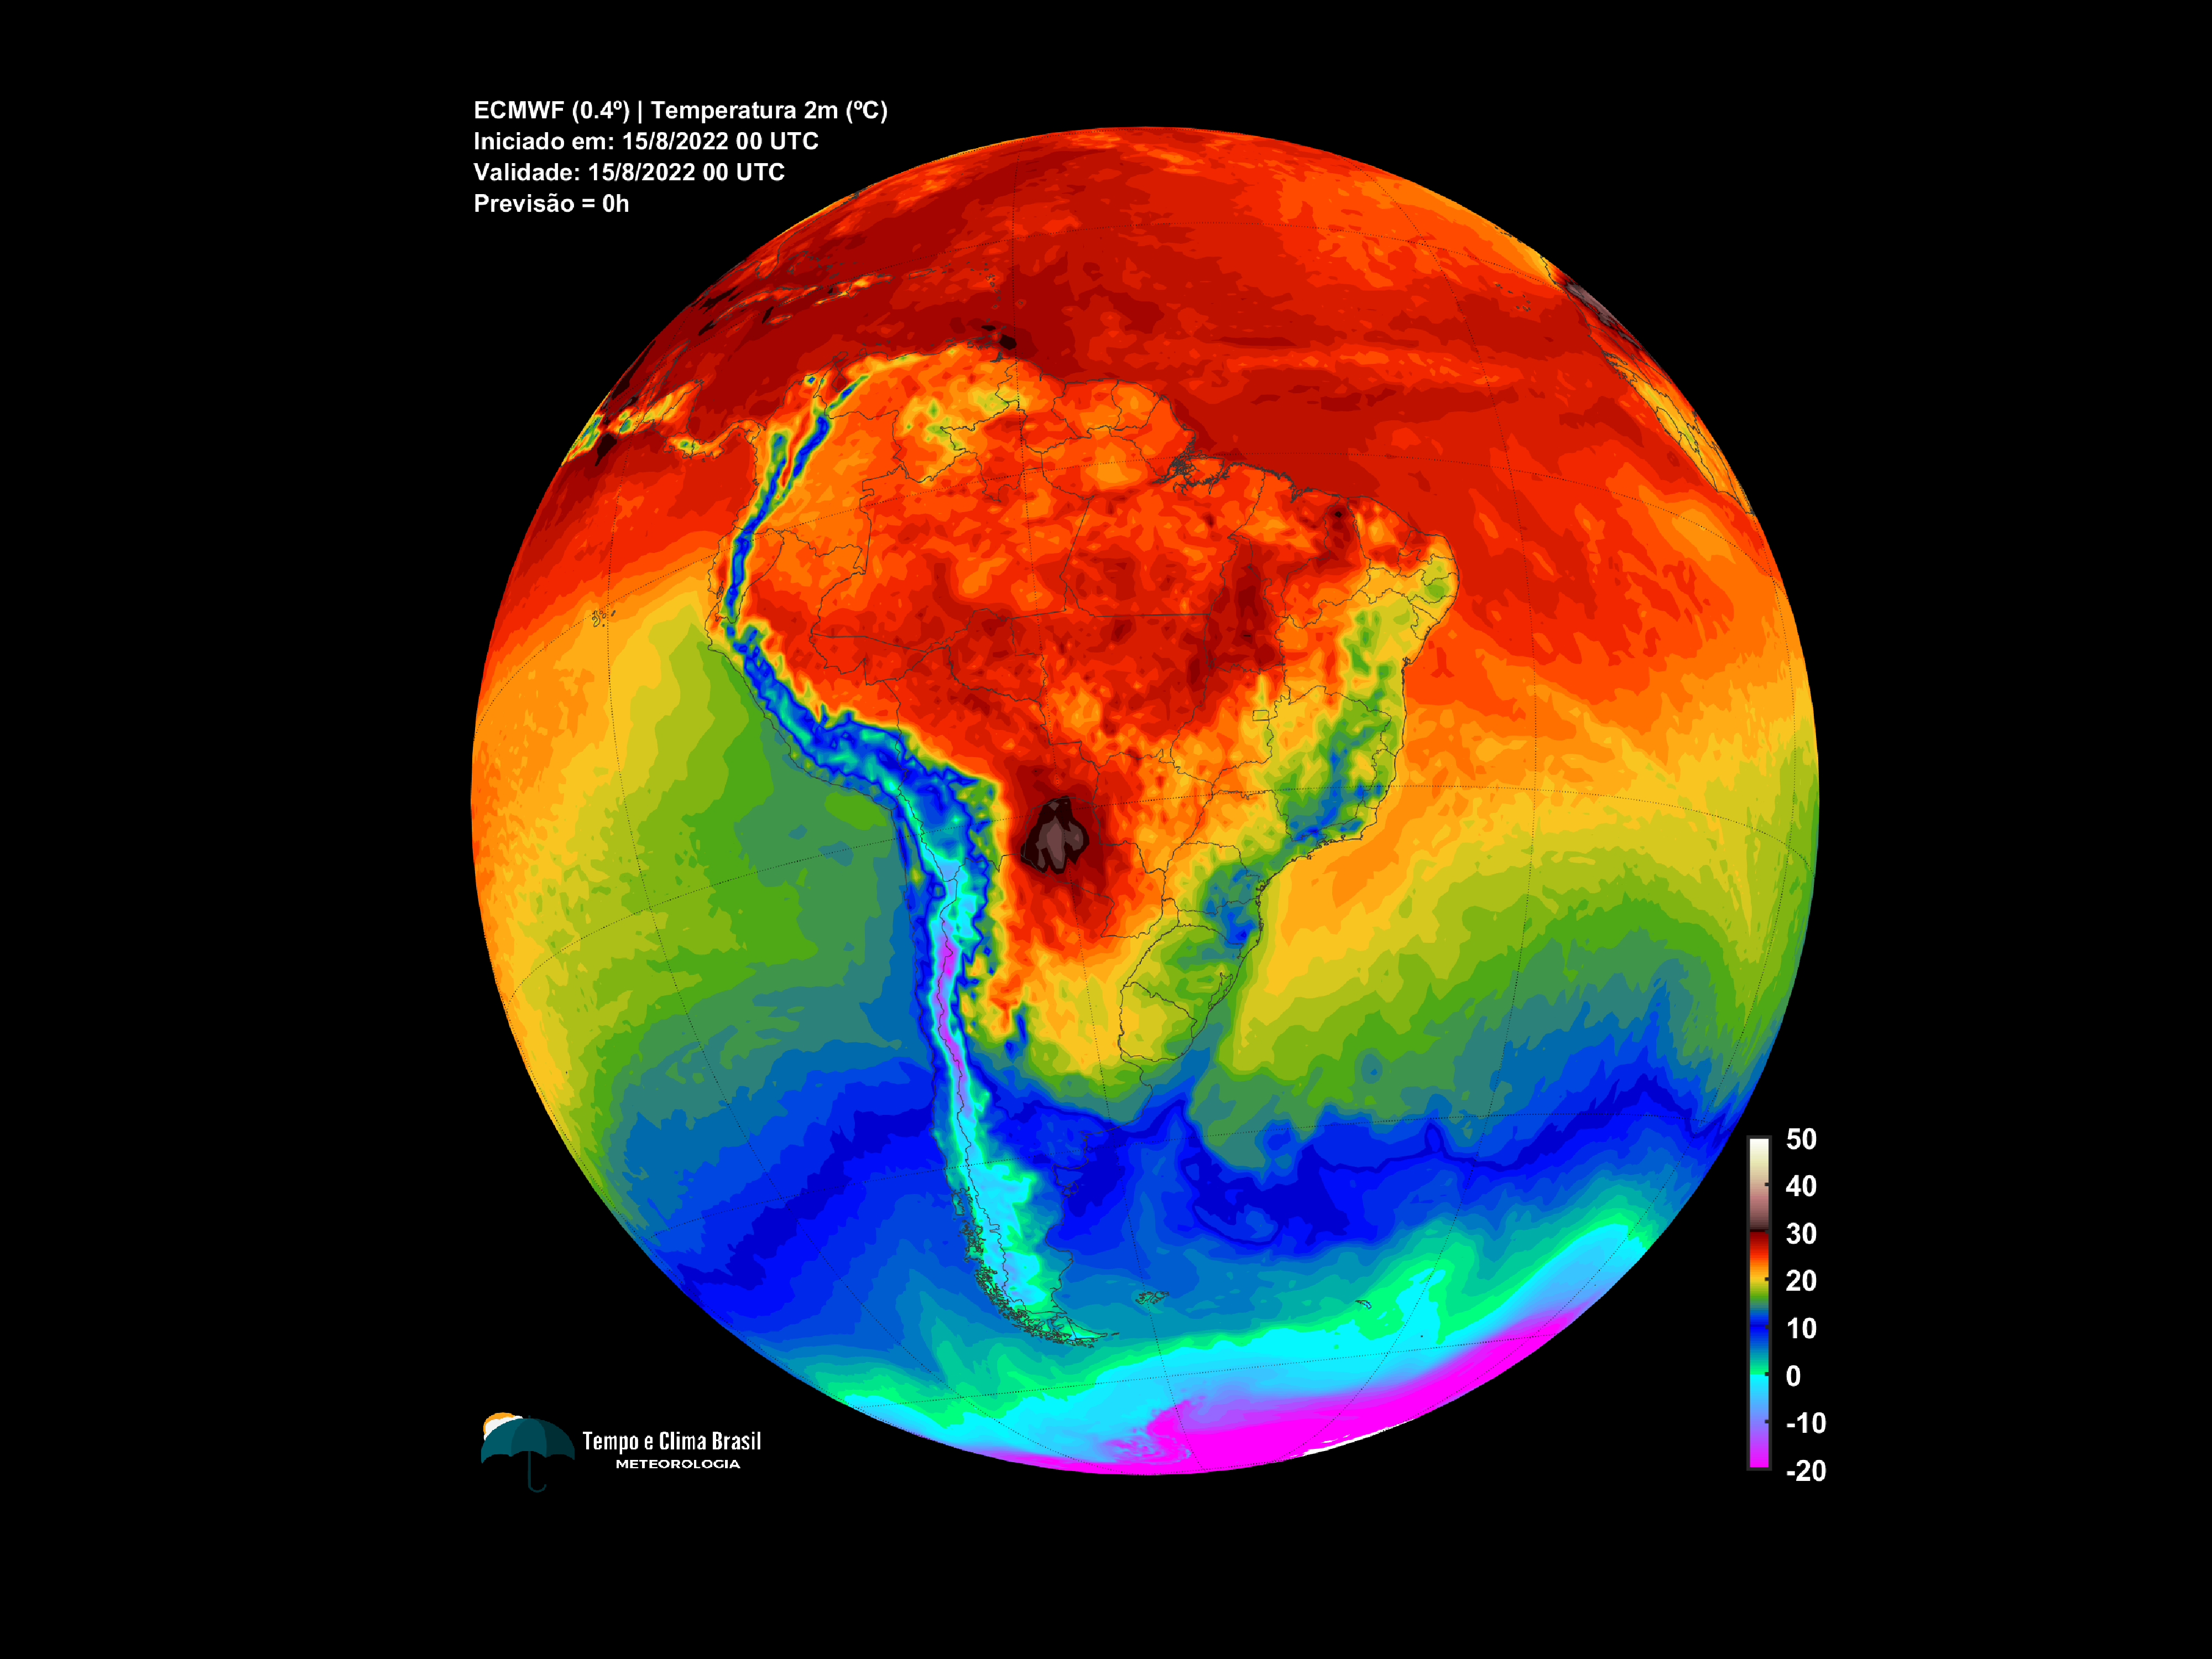 ECMWF (0.4º) | Temperatura 2m (ºC)
Iniciado em: 15/8/2022 00 UTC
Validade: 15/8/2022 00 UTC
Previsão = 0h
50
40
30
20
10
0
-10
-20
Tempo e Clima Brasil
METEOROLOGIA